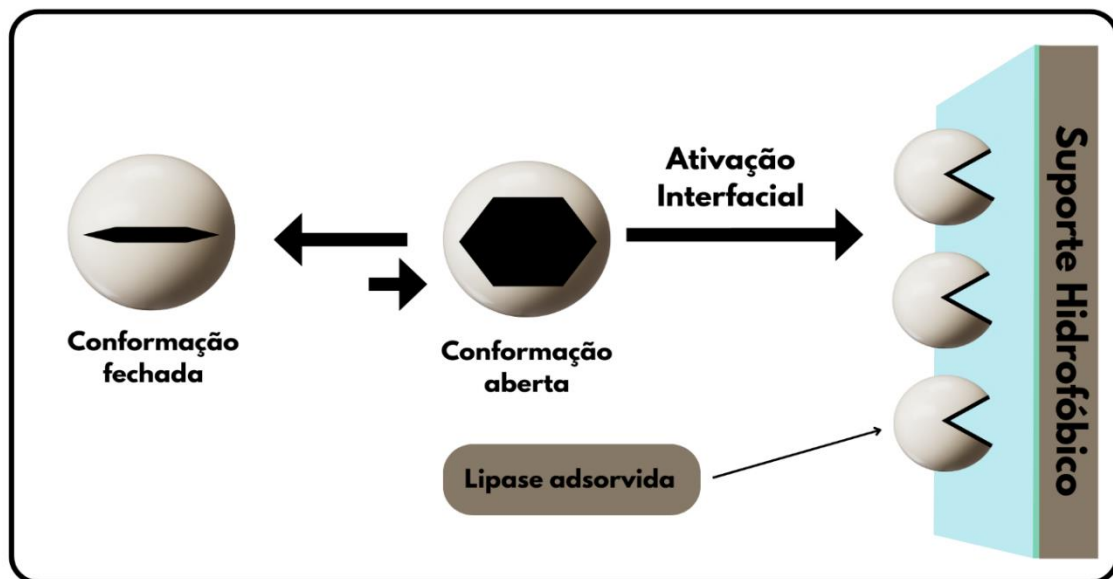 Conformação
fechada
Conformação
aberta
Ativação
Interfacial
Lipase adsorvida
Suporte Hidrofóbico